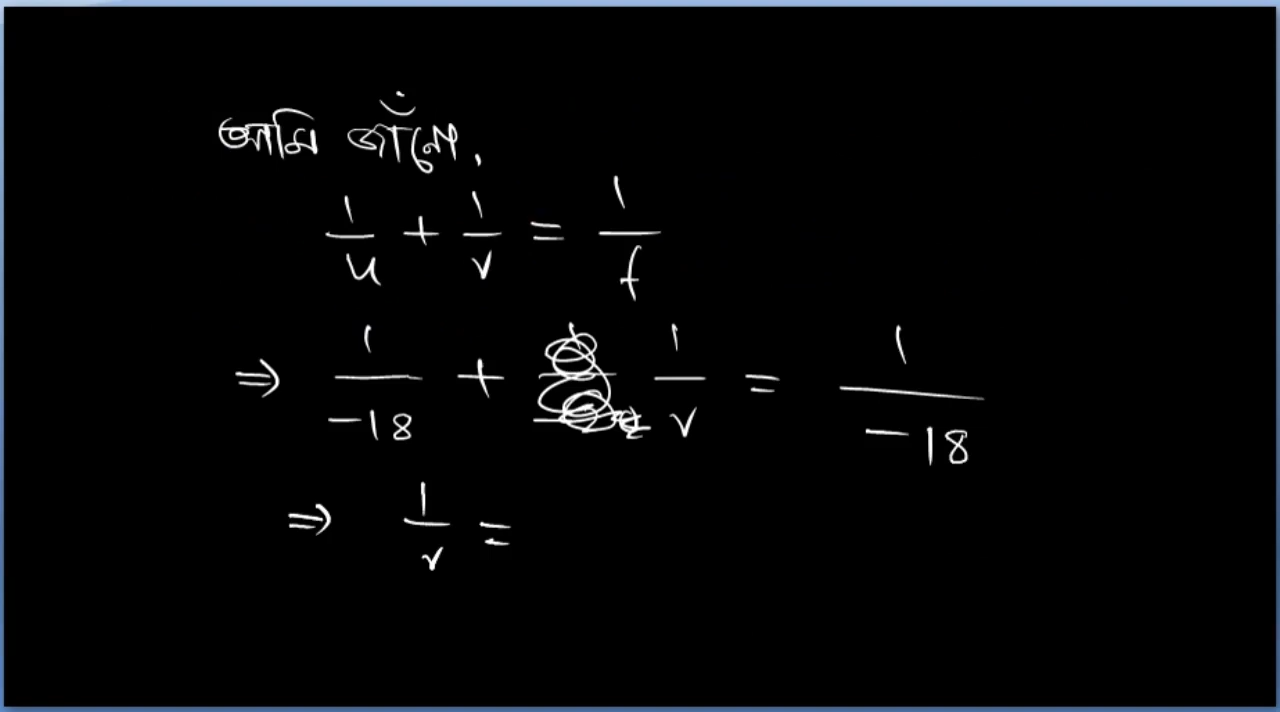 আমি জাঁনো,
1/u + 1/v = 1/f
⇒ 1/-18 + 1/v = 1/-18
⇒ 1/v =